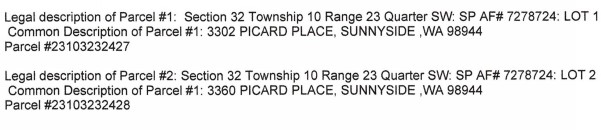 Legal description of Parcel #1:  Section 32 Township 10 Range 23 Quarter SW: SP AF# 7278724: LOT 1
Common Description of Parcel #1: 3302 PICARD PLACE, SUNNYSIDE ,WA 98944
Parcel #23103232427
Legal description of Parcel #2: Section 32 Township 10 Range 23 Quarter SW: SP AF# 7278724: LOT 2
Common Description of Parcel #1: 3360 PICARD PLACE, SUNNYSIDE ,WA 98944
Parcel #23103232428